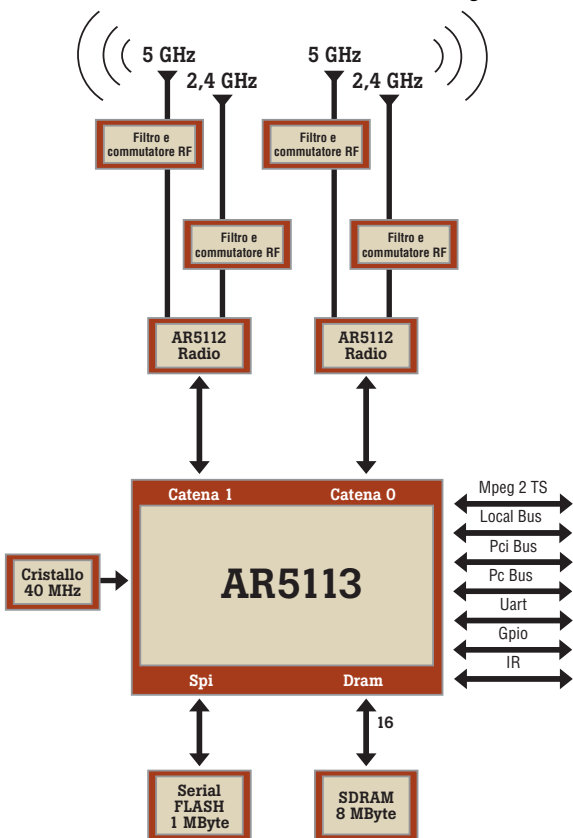 5 GHz
2,4 GHz
5 GHz
2,4 GHz
Filtro e
commutatore RF
Filtro e
commutatore RF
Filtro e
commutatore RF
Filtro e
commutatore RF
AR5112
Radio
AR5112
Radio
Catena 1
Catena 0
AR5113
Cristallo
40 MHz
Mpeg 2 TS
Local Bus
Pci Bus
Pc Bus
Uart
Gpio
IR
Spi
Dram
16
Serial
FLASH
1 MByte
SDRAM
8 MByte